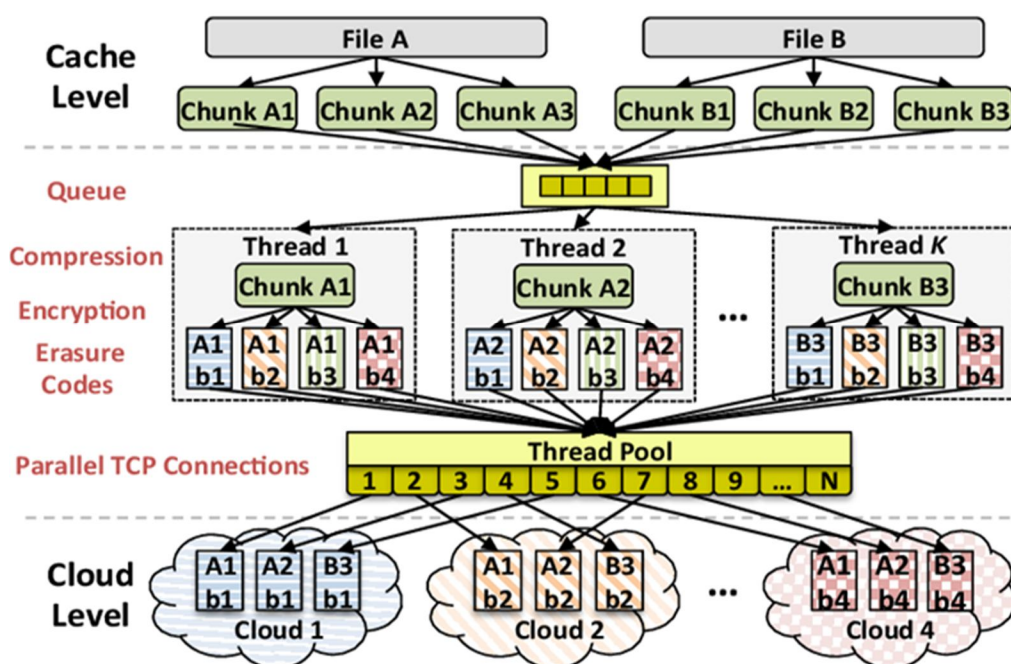 Cache
Level
File A
File B
Chunk A1
Chunk A2
Chunk A3
Chunk B1
Chunk B2
Chunk B3
Queue
Compression
Encryption
Erasure
Codes
Thread 1
Chunk A1
A1 A1 A1 A1
b1 b2 b3 b4
Thread 2
Chunk A2
A2 A2 A2 A2
b1 b2 b3 b4
...
Thread K
Chunk B3
B3 B3 B3 B3
b1 b2 b3 b4
Parallel TCP Connections
Thread Pool
1 2 3 4 5 6 7 8 9 ... N
Cloud
Level
A1 A2 B3
b1 b1 b1
Cloud 1
A1 A2 B3
b2 b2 b2
Cloud 2
...
A1 A2 B3
b4 b4 b4
Cloud 4